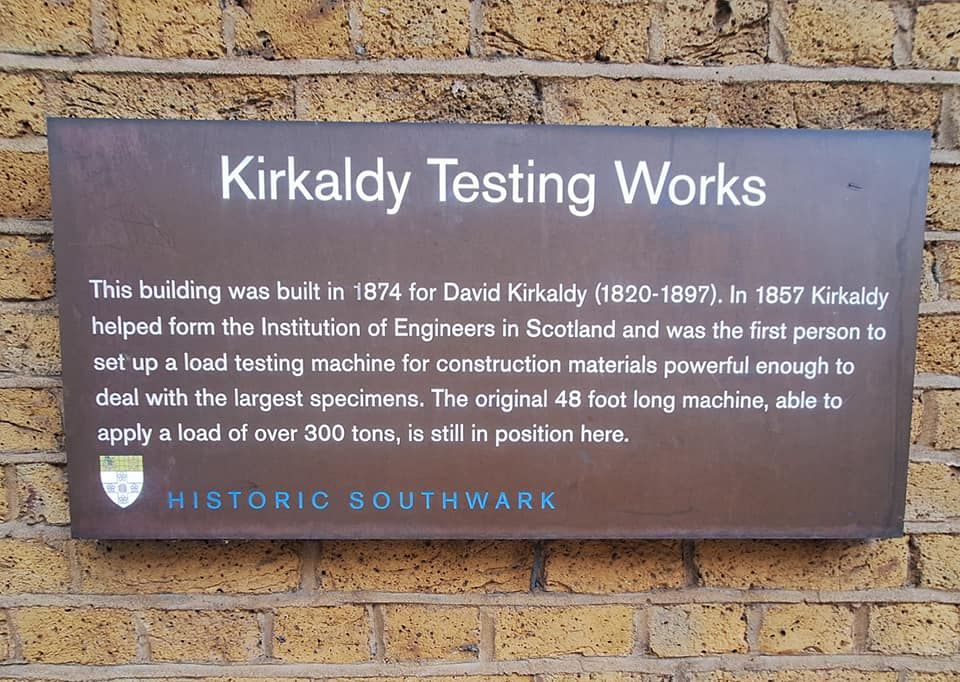 Kirkaldy Testing Works
This building was built in 1874 for David Kirkaldy (1820-1897). In 1857 Kirkaldy
helped form the Institution of Engineers in Scotland and was the first person to
set up a load testing machine for construction materials powerful enough to
deal with the largest specimens. The original 48 foot long machine, able to
apply a load of over 300 tons, is still in position here.
HISTORIC SOUTHWARK